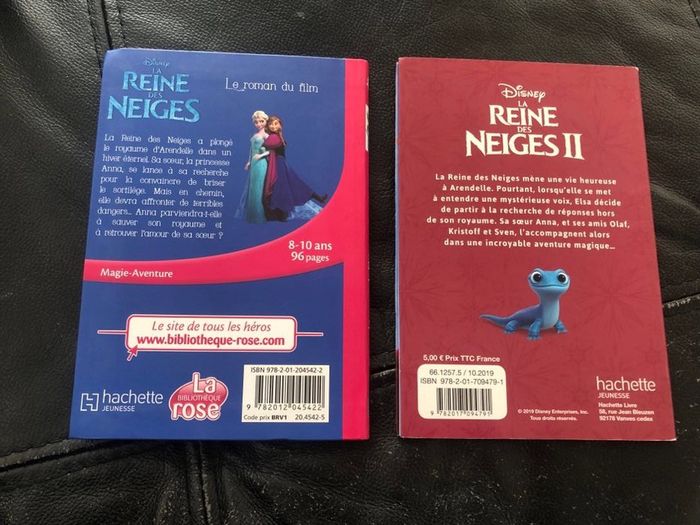 Disney
LA
REINE
DES
NEIGES
Le roman du film
La Reine des Neiges a plongé
le royaume d'Arendelle dans un
hiver éternel. Sa sœur, la princesse
Anna, se lance à sa recherche
pour la convaincre de briser
le sortilège. Mais en chemin,
elle devra affronter de terribles
dangers... Anna parviendra-t-elle
à sauver son royaume et
à retrouver l'amour de sa sœur ?
8-10 ans
96 pages
Magie-Aventure
Le site de tous les héros
www.bibliotheque-rose.com
hachette
JEUNESSE
La
BIBLIOTHÈQUE
rose
ISBN 978-2-01-204542-2
9 782012 045422
Code prix BRV1 20.4542-5
Disney
LA
REINE
DES
NEIGES II
La Reine des Neiges mène une vie heureuse
à Arendelle. Pourtant, lorsqu'elle se met
à entendre une mystérieuse voix, Elsa décide
de partir à la recherche de réponses hors
de son royaume. Sa sœur Anna, et ses amis Olaf,
Kristoff et Sven, l'accompagnent alors
dans une incroyable aventure magique...
5,00 € Prix TTC France
66.1257.5 / 10.2019
ISBN 978-2-01-709479-1
9 782017 094791
© 2019 Disney Enterprises, Inc.
Tous droits réservés.
hachette
JEUNESSE
Hachette Livre
58, rue Jean Bleuzen
92178 Vanves cedex